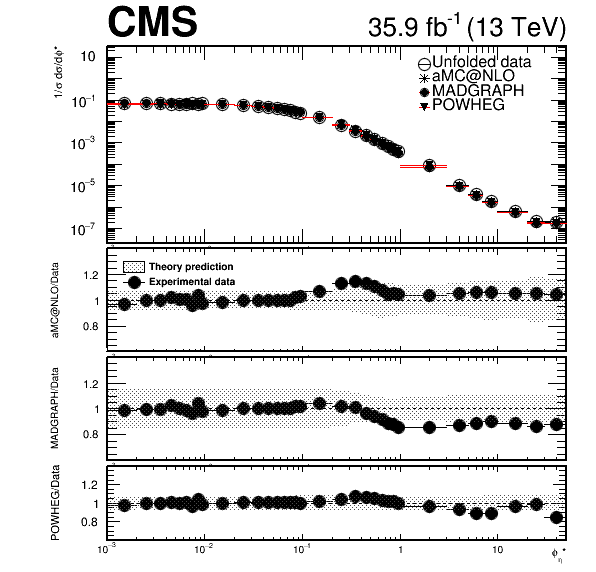 CMS 35.9 fb⁻¹ (13 TeV)
1/σ dσ/dϕ*
10
10⁻¹
10⁻³
10⁻⁵
10⁻⁷
Unfolded data
aMC@NLO
MADGRAPH
POWHEG
aMC@NLO/Data
1.2
1
0.8
Theory prediction
Experimental data
MADGRAPH/Data
1.2
1
0.8
POWHEG/Data
1.2
1
0.8
10⁻³ 10⁻² 10⁻¹ 1 10 ϕη*